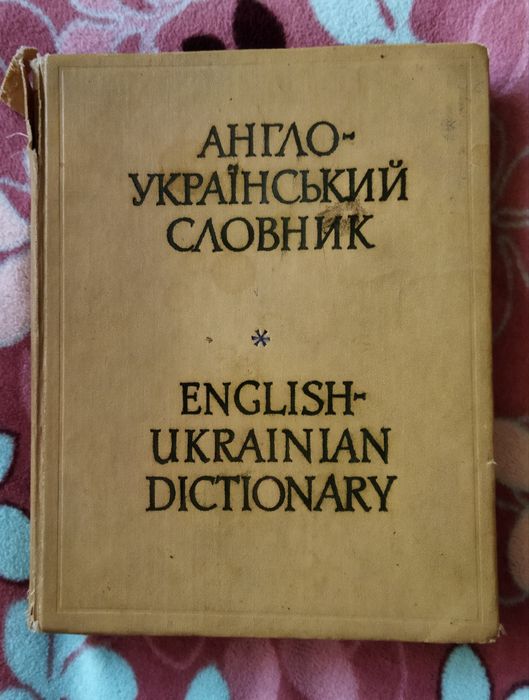 АНГЛО-
УКРАЇНСЬКИЙ
СЛОВНИК
*
ENGLISH-
UKRAINIAN
DICTIONARY